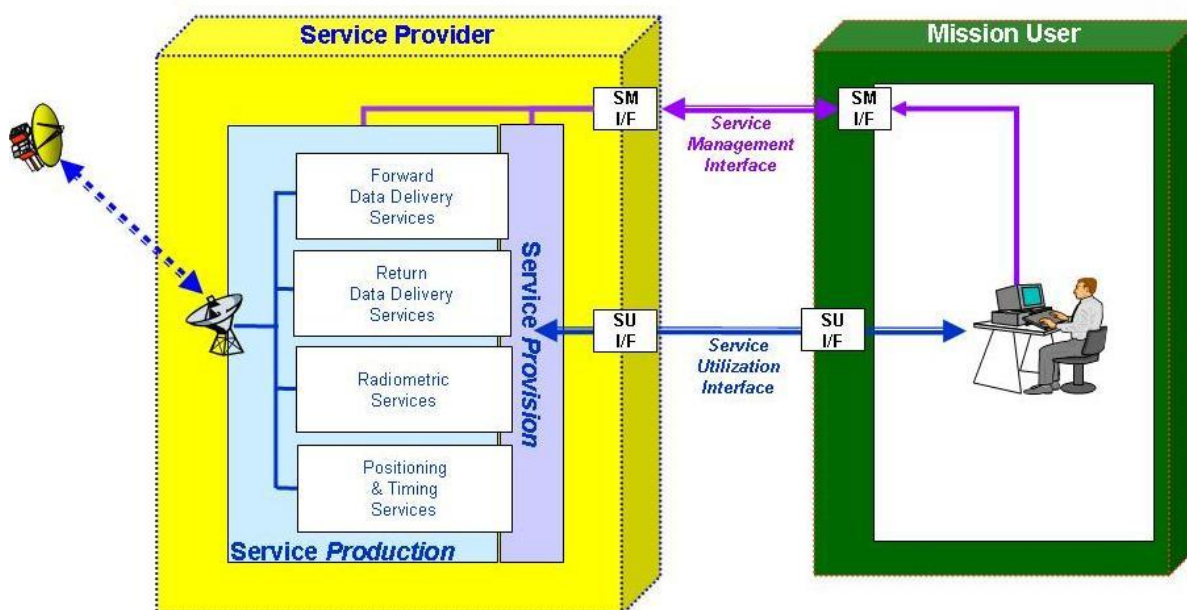 Service Provider
Mission User
SM
I/F
Service
Management
Interface
SM
I/F
Forward
Data Delivery
Services
Return
Data Delivery
Services
Radiometric
Services
Positioning
& Timing
Services
Service Provision
Service Production
SU
I/F
Service
Utilization
Interface
SU
I/F